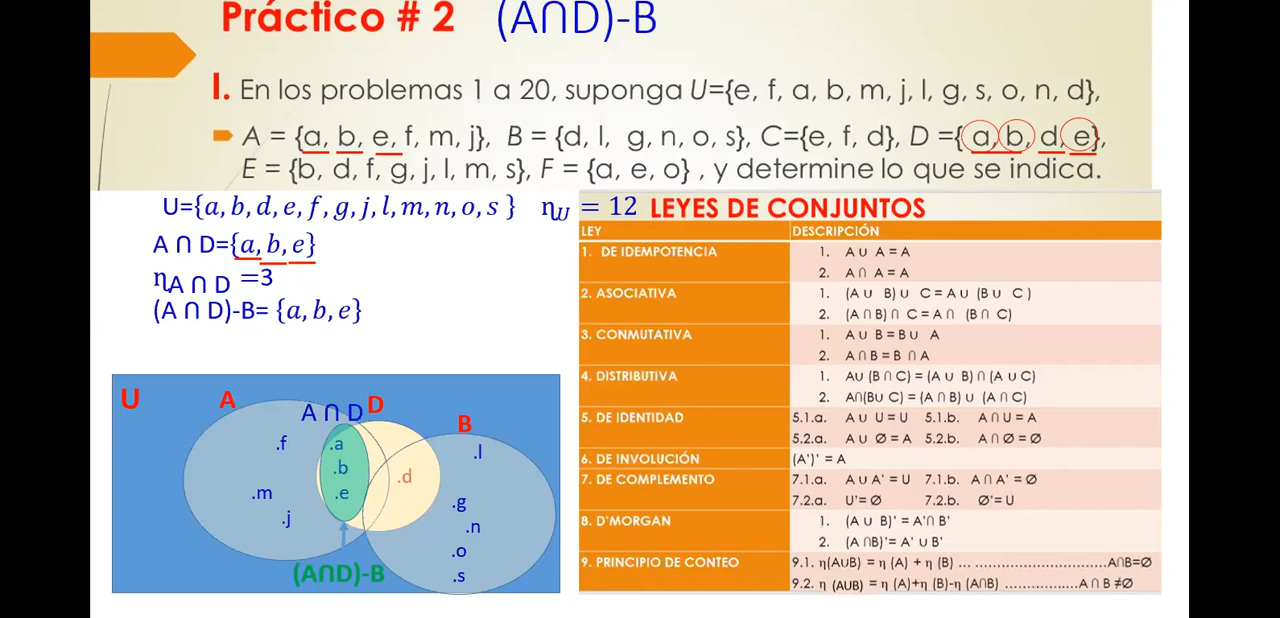 Práctico # 2 (A∩D)-B
I. En los problemas 1 a 20, suponga U={e, f, a, b, m, j, l, g, s, o, n, d},
A = {a, b, e, f, m, j}, B = {d, l, g, n, o, s}, C={e, f, d}, D ={a, b, d, e},
E = {b, d, f, g, j, l, m, s}, F = {a, e, o} , y determine lo que se indica.
U={a, b, d, e, f, g, j, l, m, n, o, s } η_U = 12
A ∩ D={a, b, e}
η_A ∩ D =3
(A ∩ D)-B= {a, b, e}
U
A
A ∩ D
D
B
.f
.a
.l
.b
.d
.m
.e
.g
.j
.n
.o
.s
(A∩D)-B
LEYES DE CONJUNTOS
LEY DESCRIPCIÓN
1. DE IDEMPOTENCIA 1. A ∪ A = A
2. A ∩ A = A
2. ASOCIATIVA 1. (A ∪ B) ∪ C = A ∪ (B ∪ C )
2. (A ∩ B) ∩ C = A ∩ (B ∩ C)
3. CONMUTATIVA 1. A ∪ B = B ∪ A
2. A ∩ B = B ∩ A
4. DISTRIBUTIVA 1. A∪ (B ∩ C) = (A ∪ B) ∩ (A ∪ C)
2. A∩(B∪ C) = (A ∩ B) ∪ (A ∩ C)
5. DE IDENTIDAD 5.1.a. A ∪ U = U 5.1.b. A ∩ U = A
5.2.a. A ∪ Ø = A 5.2.b. A ∩ Ø = Ø
6. DE INVOLUCIÓN (A')' = A
7. DE COMPLEMENTO 7.1.a. A ∪ A' = U 7.1.b. A ∩ A' = Ø
7.2.a. U'= Ø 7.2.b. Ø'= U
8. D'MORGAN 1. (A ∪ B)' = A'∩ B'
2. (A ∩B)'= A' ∪ B'
9. PRINCIPIO DE CONTEO 9.1. η(A∪B) = η (A) + η (B) ... ..............................A∩B=Ø
9.2. η (A∪B) = η (A)+η (B)-η (A∩B) .................A ∩ B ≠Ø